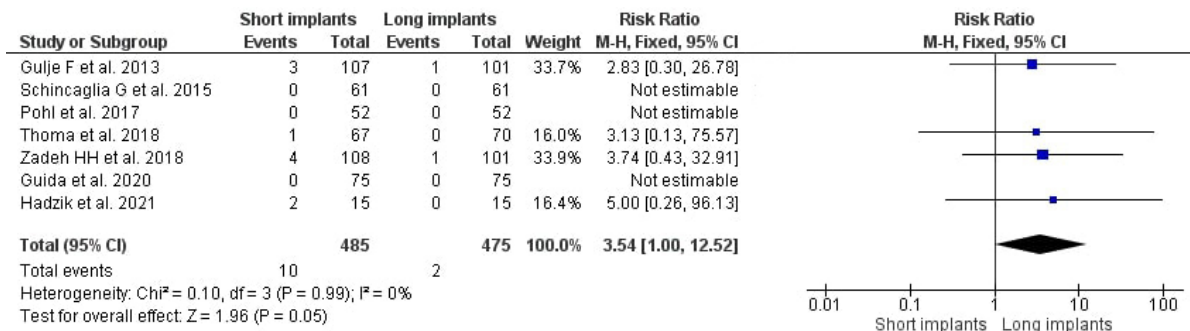 Short implants Long implants Risk Ratio Risk Ratio
Study or Subgroup Events Total Events Total Weight M-H, Fixed, 95% CI M-H, Fixed, 95% CI
Gulje F et al. 2013 3 107 1 101 33.7% 2.83 [0.30, 26.78]
Schincaglia G et al. 2015 0 61 0 61 Not estimable
Pohl et al. 2017 0 52 0 52 Not estimable
Thoma et al. 2018 1 67 0 70 16.0% 3.13 [0.13, 75.57]
Zadeh HH et al. 2018 4 108 1 101 33.9% 3.74 [0.43, 32.91]
Guida et al. 2020 0 75 0 75 Not estimable
Hadzik et al. 2021 2 15 0 15 16.4% 5.00 [0.26, 96.13]
Total (95% CI) 485 475 100.0% 3.54 [1.00, 12.52]
Total events 10 2
Heterogeneity: Chi² = 0.10, df = 3 (P = 0.99); I² = 0%
Test for overall effect: Z = 1.96 (P = 0.05)
0.01 0.1 1 10 100
Short implants Long implants